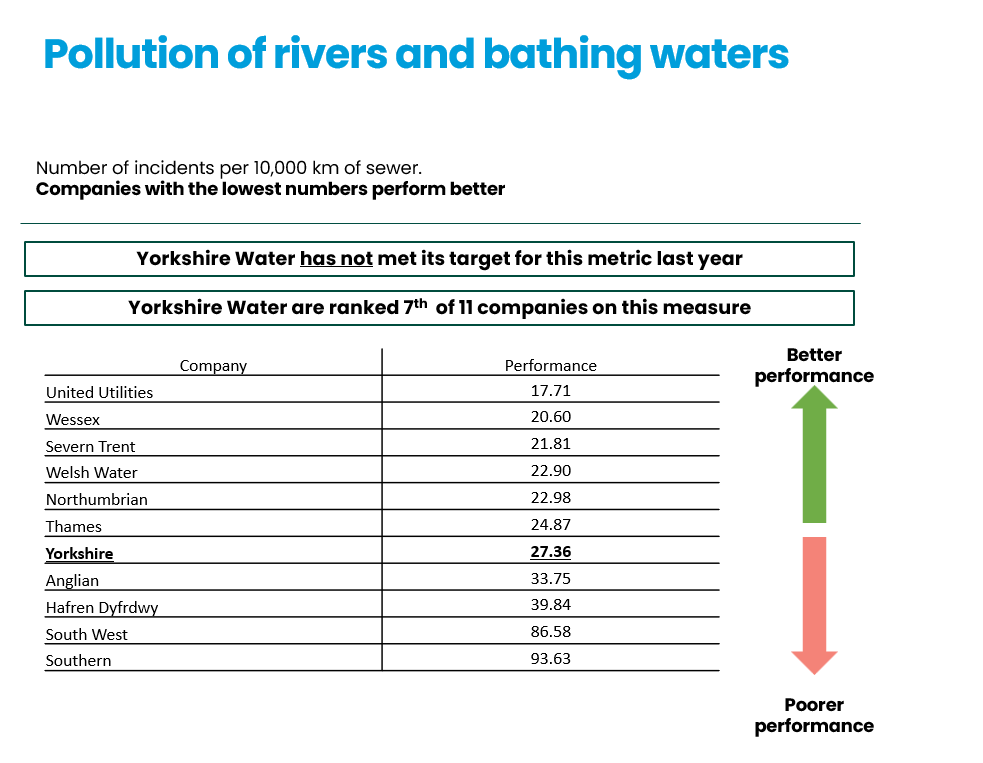 Pollution of rivers and bathing waters
Number of incidents per 10,000 km of sewer.
Companies with the lowest numbers perform better
Yorkshire Water has not met its target for this metric last year
Yorkshire Water are ranked 7th of 11 companies on this measure
Company Performance
United Utilities 17.71
Wessex 20.60
Severn Trent 21.81
Welsh Water 22.90
Northumbrian 22.98
Thames 24.87
Yorkshire 27.36
Anglian 33.75
Hafren Dyfrdwy 39.84
South West 86.58
Southern 93.63
Better
performance
Poorer
performance